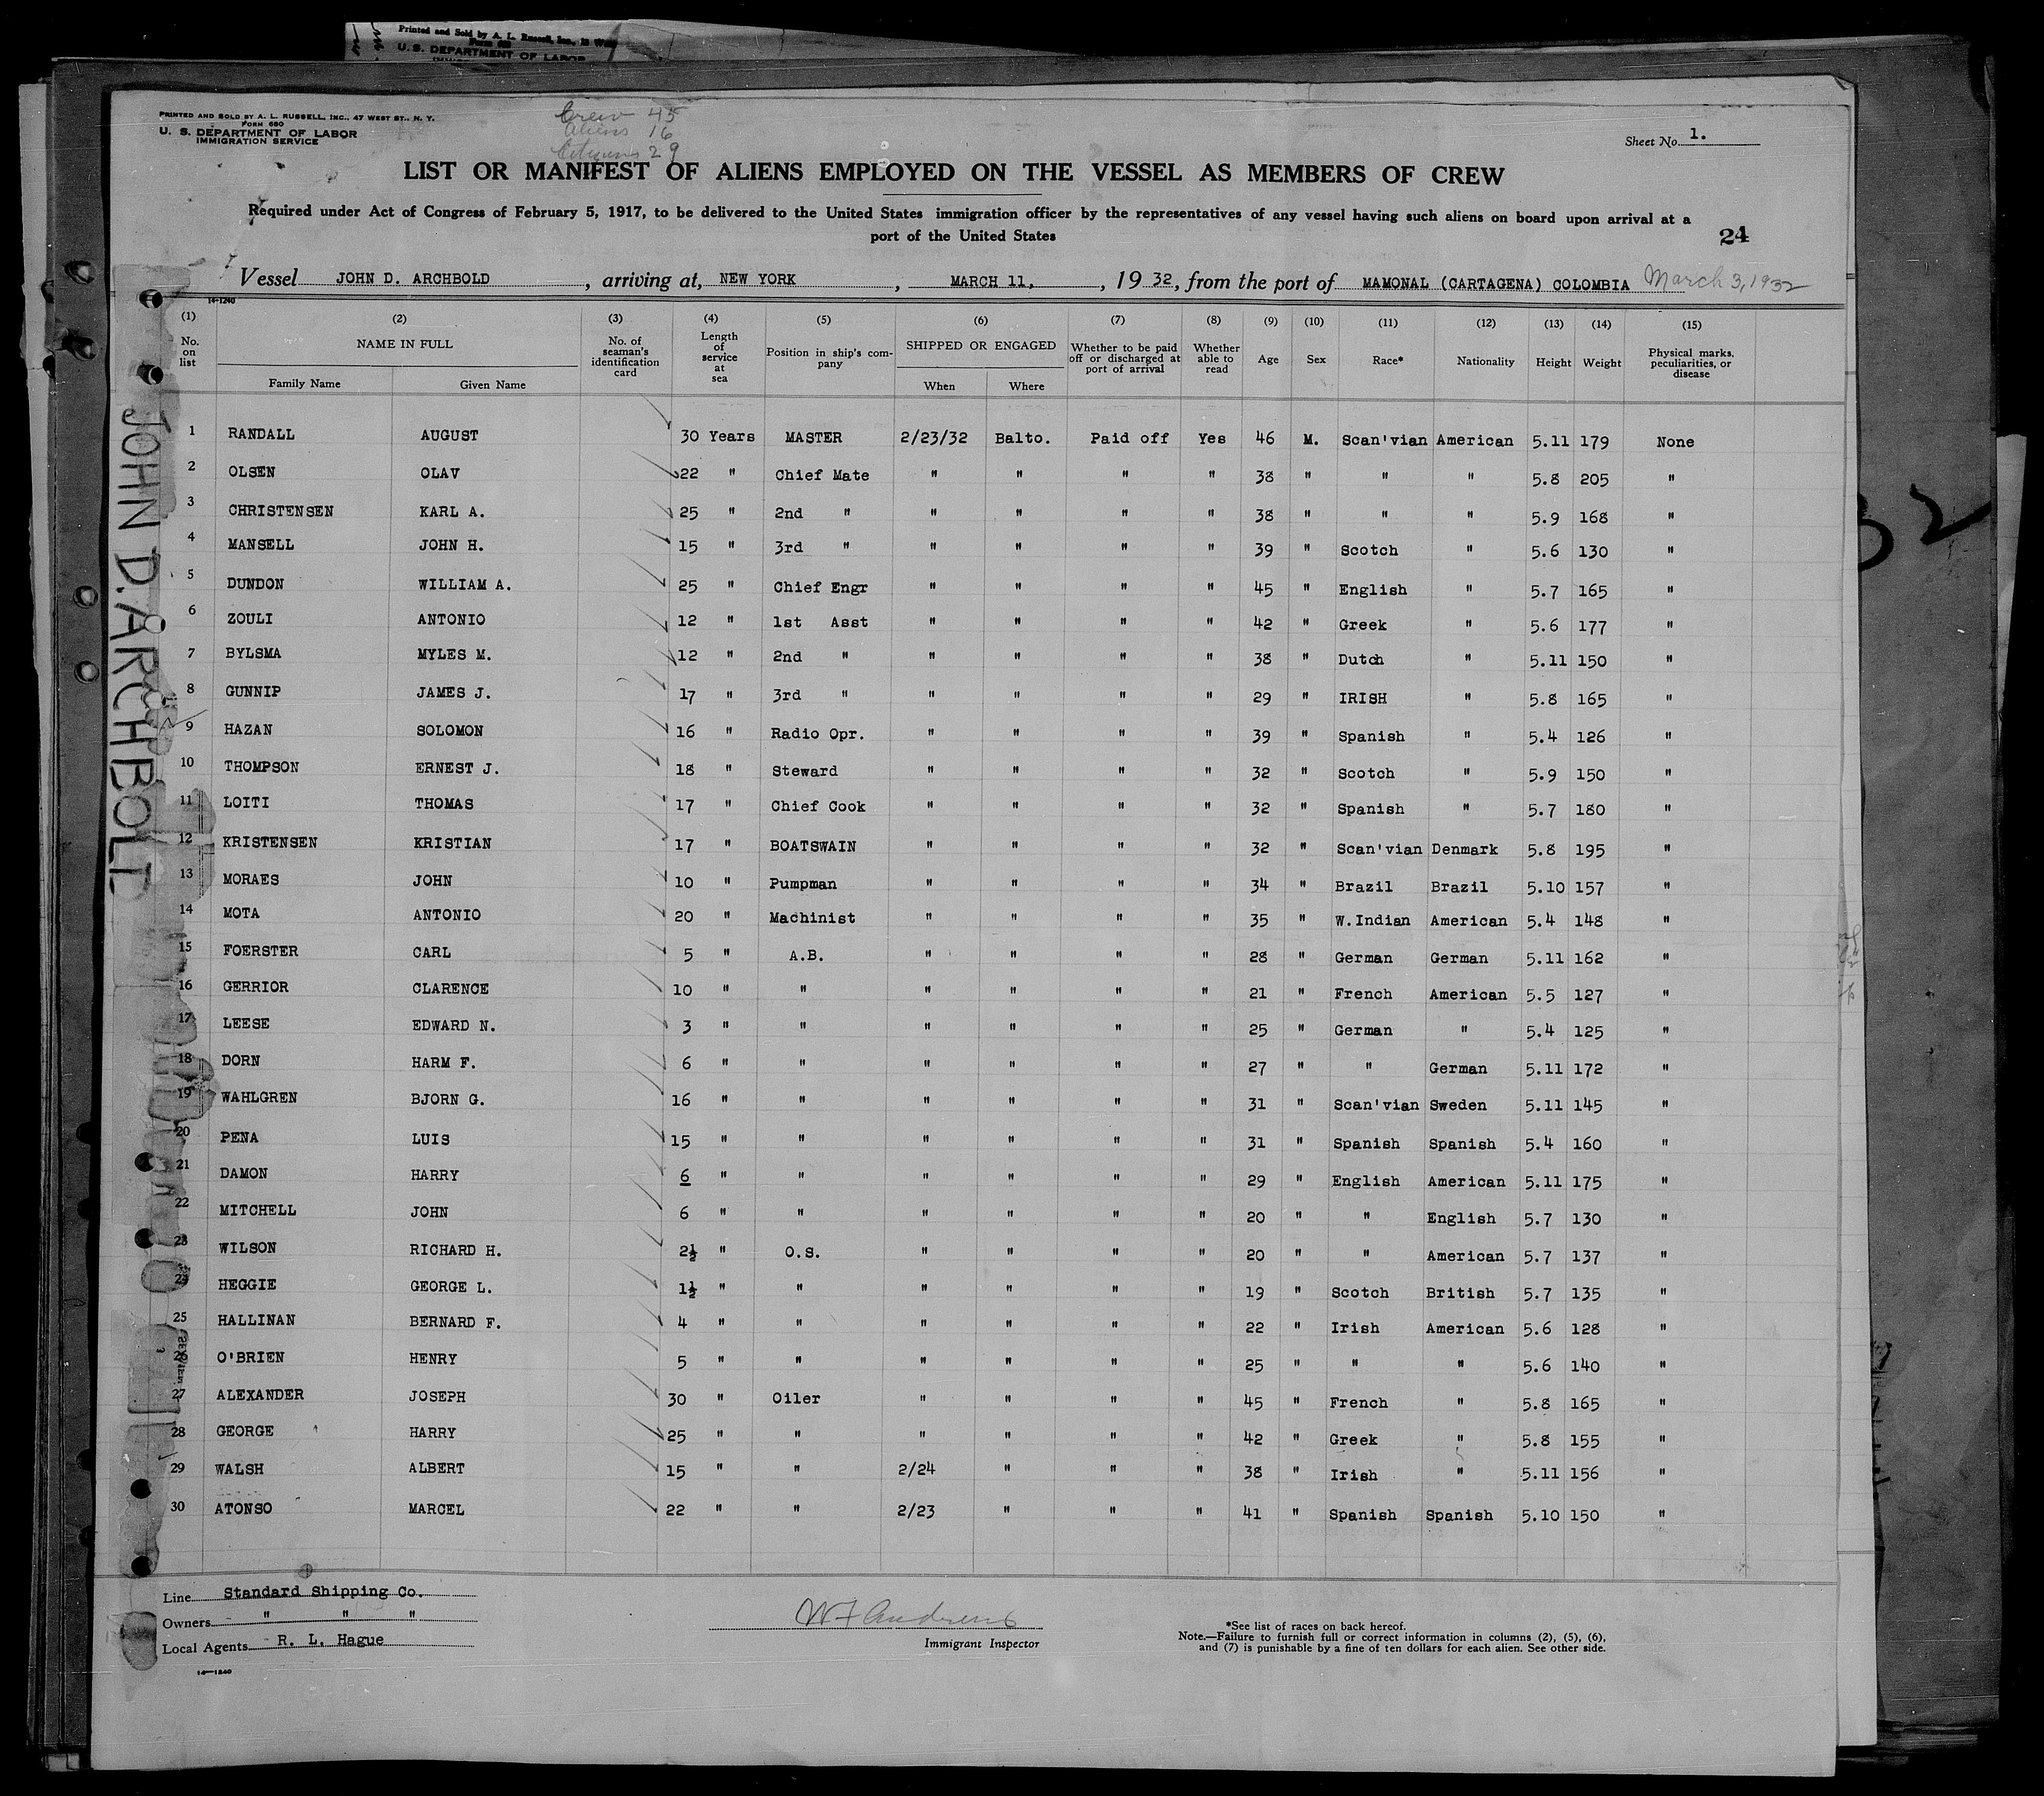 Printed and Sold by A. L. Russell, Inc.,
Form 680
U. S. DEPARTMENT OF LABOR
Crew 45
Aliens 16
Citizens 29
PRINTED AND SOLD BY A. L. RUSSELL, INC., 47 WEST ST., N. Y.
FORM 680
U. S. DEPARTMENT OF LABOR
IMMIGRATION SERVICE
Sheet No. 1.
LIST OR MANIFEST OF ALIENS EMPLOYED ON THE VESSEL AS MEMBERS OF CREW
Required under Act of Congress of February 5, 1917, to be delivered to the United States immigration officer by the representatives of any vessel having such aliens on board upon arrival at a
port of the United States
24
Vessel JOHN D. ARCHBOLD, arriving at, NEW YORK, MARCH 11, , 19 32, from the port of MAMONAL (CARTAGENA) COLOMBIA March 3, 1932
14-1240
(1) (2) (3) (4) (5) (6) (7) (8) (9) (10) (11) (12) (13) (14) (15)
No. on list NAME IN FULL Family Name Given Name No. of seaman's identification card Length of service at sea Position in ship's company SHIPPED OR ENGAGED When Where Whether to be paid off or discharged at port of arrival Whether able to read Age Sex Race* Nationality Height Weight Physical marks, peculiarities, or disease
1 RANDALL AUGUST 30 Years MASTER 2/23/32 Balto. Paid off Yes 46 M. Scan'vian American 5.11 179 None
2 OLSEN OLAV 22 " Chief Mate " " " " 38 " " " 5.8 205 "
3 CHRISTENSEN KARL A. 25 " 2nd " " " " " 38 " " " 5.9 168 "
4 MANSELL JOHN H. 15 " 3rd " " " " " 39 " Scotch " 5.6 130 "
5 DUNDON WILLIAM A. 25 " Chief Engr " " " " 45 " English " 5.7 165 "
6 ZOULI ANTONIO 12 " 1st Asst " " " " 42 " Greek " 5.6 177 "
7 BYLSMA MYLES M. 12 " 2nd " " " " " 38 " Dutch " 5.11 150 "
8 GUNNIP JAMES J. 17 " 3rd " " " " " 29 " IRISH " 5.8 165 "
9 HAZAN SOLOMON 16 " Radio Opr. " " " " 39 " Spanish " 5.4 126 "
10 THOMPSON ERNEST J. 18 " Steward " " " " 32 " Scotch " 5.9 150 "
11 LOITI THOMAS 17 " Chief Cook " " " " 32 " Spanish " 5.7 180 "
12 KRISTENSEN KRISTIAN 17 " BOATSWAIN " " " " 32 " Scan'vian Denmark 5.8 195 "
13 MORAES JOHN 10 " Pumpman " " " " 34 " Brazil Brazil 5.10 157 "
14 MOTA ANTONIO 20 " Machinist " " " " 35 " W.Indian American 5.4 148 "
15 FOERSTER CARL 5 " A.B. " " " " 28 " German German 5.11 162 "
16 GERRIOR CLARENCE 10 " " " " " " 21 " French American 5.5 127 "
17 LEESE EDWARD N. 3 " " " " " " 25 " German " 5.4 125 "
18 DORN HARM F. 6 " " " " " " 27 " " German 5.11 172 "
19 WAHLGREN BJORN G. 16 " " " " " " 31 " Scan'vian Sweden 5.11 145 "
20 PENA LUIS 15 " " " " " " 31 " Spanish Spanish 5.4 160 "
21 DAMON HARRY 6 " " " " " " 29 " English American 5.11 175 "
22 MITCHELL JOHN 6 " " " " " " 20 " " English 5.7 130 "
23 WILSON RICHARD H. 2½ " O.S. " " " " 20 " " American 5.7 137 "
24 HEGGIE GEORGE L. 1½ " " " " " " 19 " Scotch British 5.7 135 "
25 HALLINAN BERNARD F. 4 " " " " " " 22 " Irish American 5.6 128 "
26 O'BRIEN HENRY 5 " " " " " " 25 " " " 5.6 140 "
27 ALEXANDER JOSEPH 30 " Oiler " " " " 45 " French " 5.8 165 "
28 GEORGE HARRY 25 " " " " " " 42 " Greek " 5.8 155 "
29 WALSH ALBERT 15 " " 2/24 " " " 38 " Irish " 5.11 156 "
30 ATONSO MARCEL 22 " " 2/23 " " " 41 " Spanish Spanish 5.10 150 "
JOHN D. ARCHBOLT
Line Standard Shipping Co.
Owners " " "
Local Agents R. L. Hague
14-1240
W F Andrews
Immigrant Inspector
*See list of races on back hereof.
Note.—Failure to furnish full or correct information in columns (2), (5), (6),
and (7) is punishable by a fine of ten dollars for each alien. See other side.